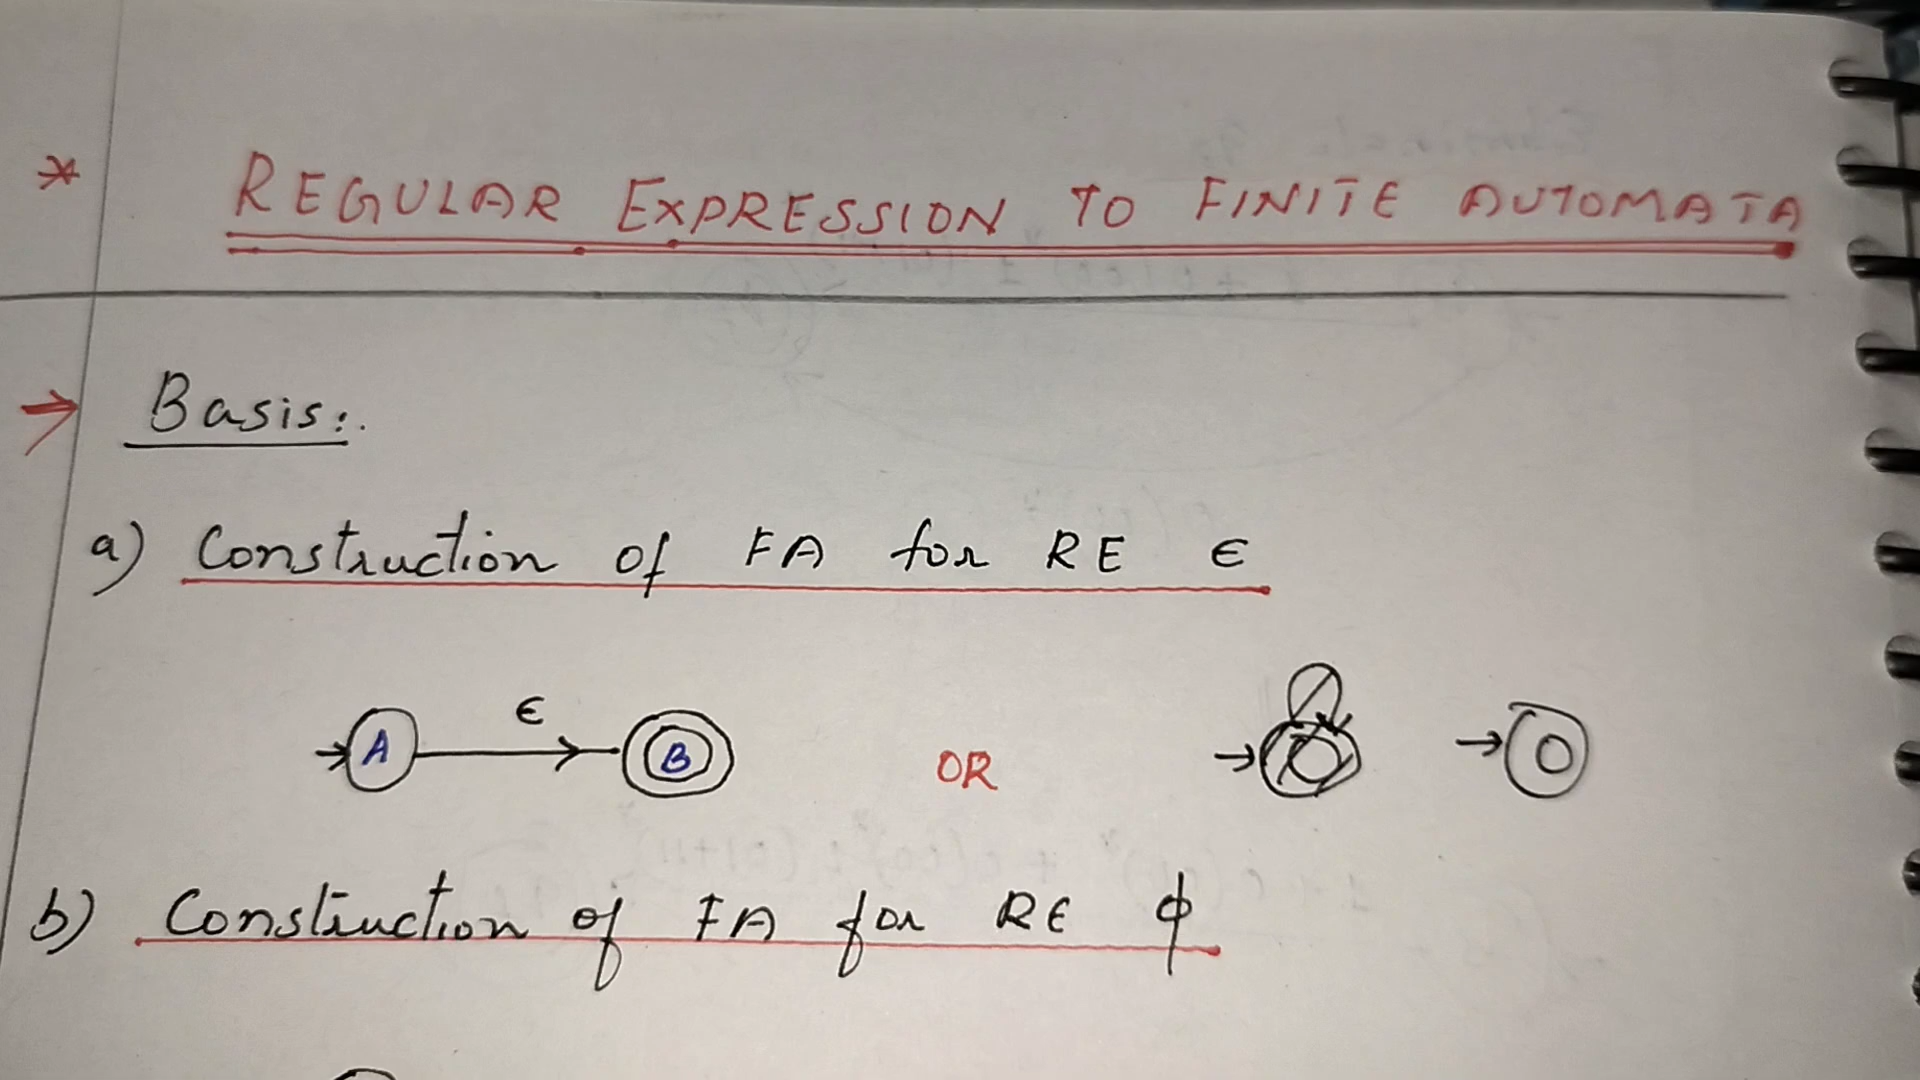 * REGULAR EXPRESSION TO FINITE AUTOMATA
→ Basis:.
a) Construction of FA for RE ϵ
→ A ϵ B OR → →
b) Construction of FA for RE ϕ